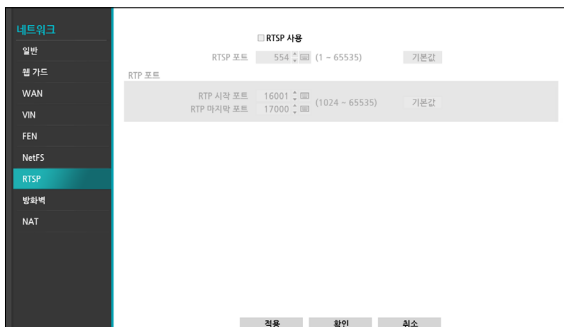 네트워크
일반
웹 가드
WAN
VIN
FEN
NetFS
RTSP
방화벽
NAT
RTSP 사용
RTSP 포트 554 (1 ~ 65535) 기본값
RTP 포트
RTP 시작 포트 16001
RTP 마지막 포트 17000
(1024 ~ 65535) 기본값
적용 확인 취소